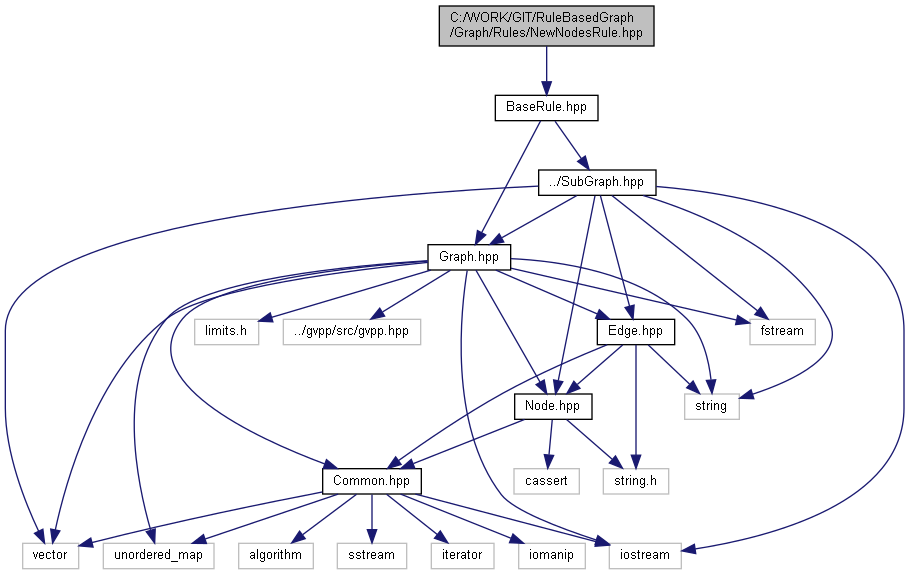 C:/WORK/GIT/RuleBasedGraph
/Graph/Rules/NewNodesRule.hpp
BaseRule.hpp
../SubGraph.hpp
Graph.hpp
limits.h
../gvpp/src/gvpp.hpp
Edge.hpp
fstream
Node.hpp
string
Common.hpp
cassert
string.h
vector
unordered_map
algorithm
sstream
iterator
iomanip
iostream